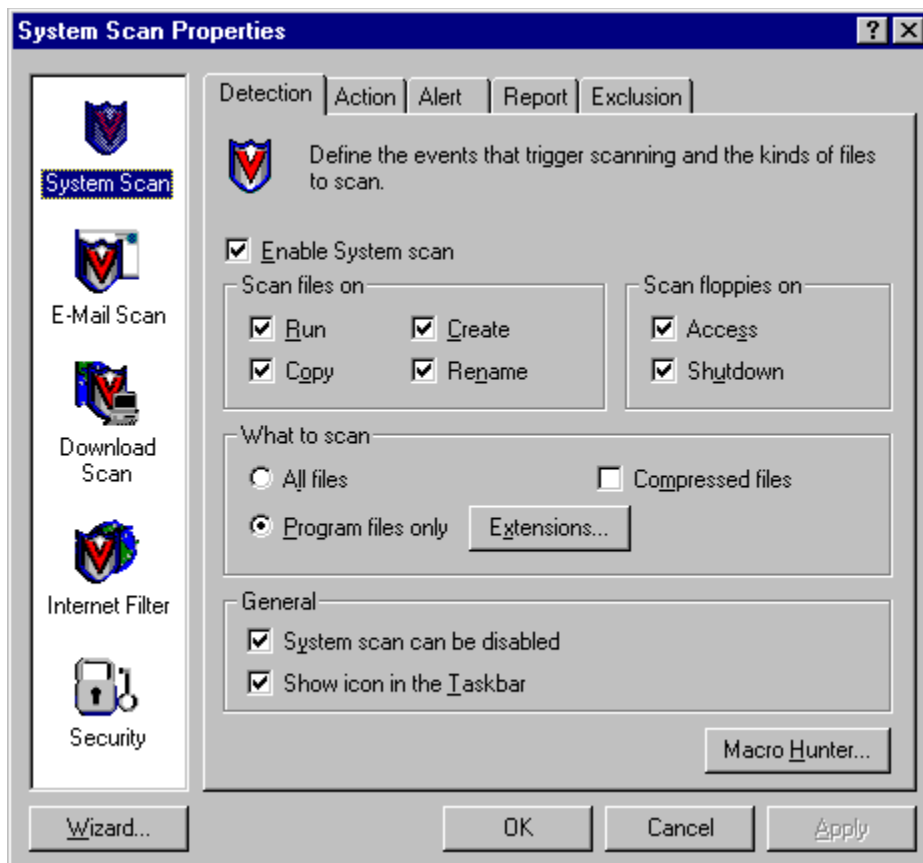 System Scan Properties
Detection Action Alert Report Exclusion
System Scan
E-Mail Scan
Download
Scan
Internet Filter
Security
Define the events that trigger scanning and the kinds of files
to scan.
Enable System scan
Scan files on
Run Create
Copy Rename
Scan floppies on
Access
Shutdown
What to scan
All files Compressed files
Program files only Extensions...
General
System scan can be disabled
Show icon in the Taskbar
Macro Hunter...
Wizard... OK Cancel Apply